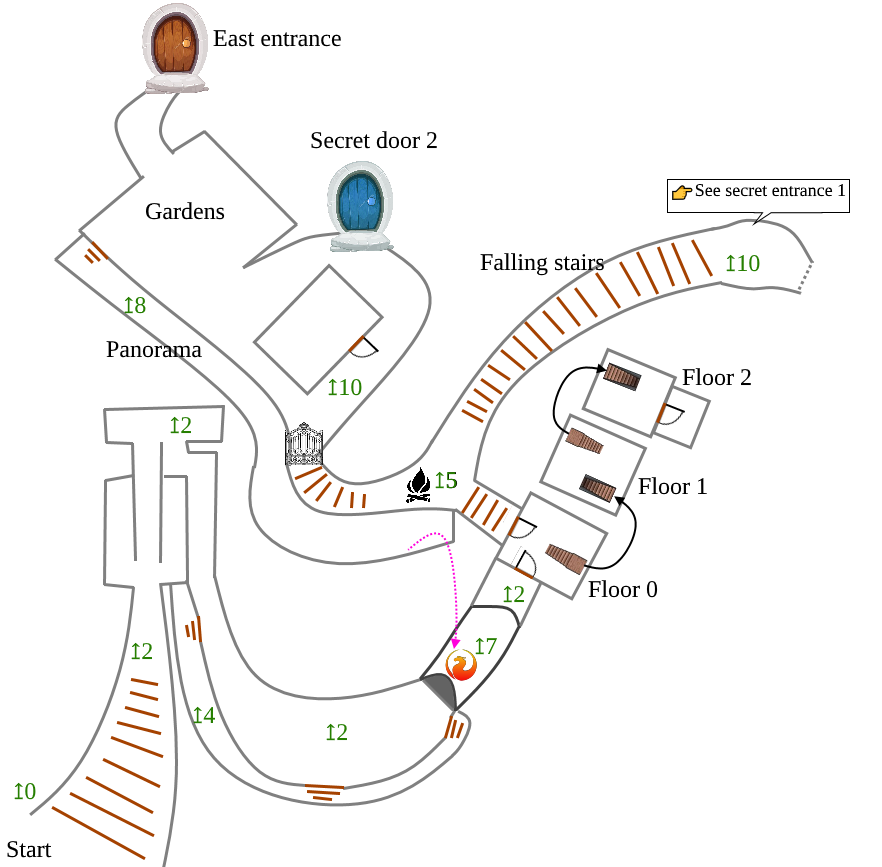 East entrance
Secret door 2
See secret entrance 1
Gardens
Falling stairs
↥10
↥8
Panorama
↥10
Floor 2
↥2
↥5
Floor 1
Floor 0
↥2
↥2
↥7
↥4
↥2
↥0
Start